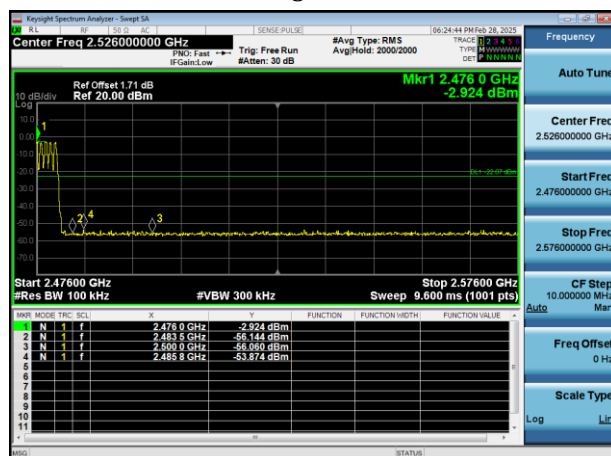 Keysight Spectrum Analyzer - Swept SA
RL RF 50 Ω AC SENSE:PULSE 06:24:44 PM Feb 28, 2025
Center Freq 2.526000000 GHz
PNO: Fast
IFGain:Low
Trig: Free Run
#Atten: 30 dB
#Avg Type: RMS
Avg|Hold: 2000/2000
TRACE 1 2 3 4 5 6
TYPE M W W W W W
DET P N N N N N
Ref Offset 1.71 dB
10 dB/div Ref 20.00 dBm
Log
Mkr1 2.476 0 GHz
-2.924 dBm
10.0
0.00
-10.0
-20.0
-30.0
-40.0
-50.0
-60.0
-70.0
1
2
4
3
DL1 -22.07 dBm
Start 2.47600 GHz Stop 2.57600 GHz
#Res BW 100 kHz #VBW 300 kHz Sweep 9.600 ms (1001 pts)
MKR MODE TRC SCL X Y FUNCTION FUNCTION WIDTH FUNCTION VALUE
1 N 1 f 2.476 0 GHz -2.924 dBm
2 N 1 f 2.483 5 GHz -56.144 dBm
3 N 1 f 2.500 0 GHz -56.060 dBm
4 N 1 f 2.485 8 GHz -53.874 dBm
5
6
7
8
9
10
11
MSG STATUS
Frequency
Auto Tune
Center Freq
2.526000000 GHz
Start Freq
2.476000000 GHz
Stop Freq
2.576000000 GHz
CF Step
10.000000 MHz
Auto Man
Freq Offset
0 Hz
Scale Type
Log Lin